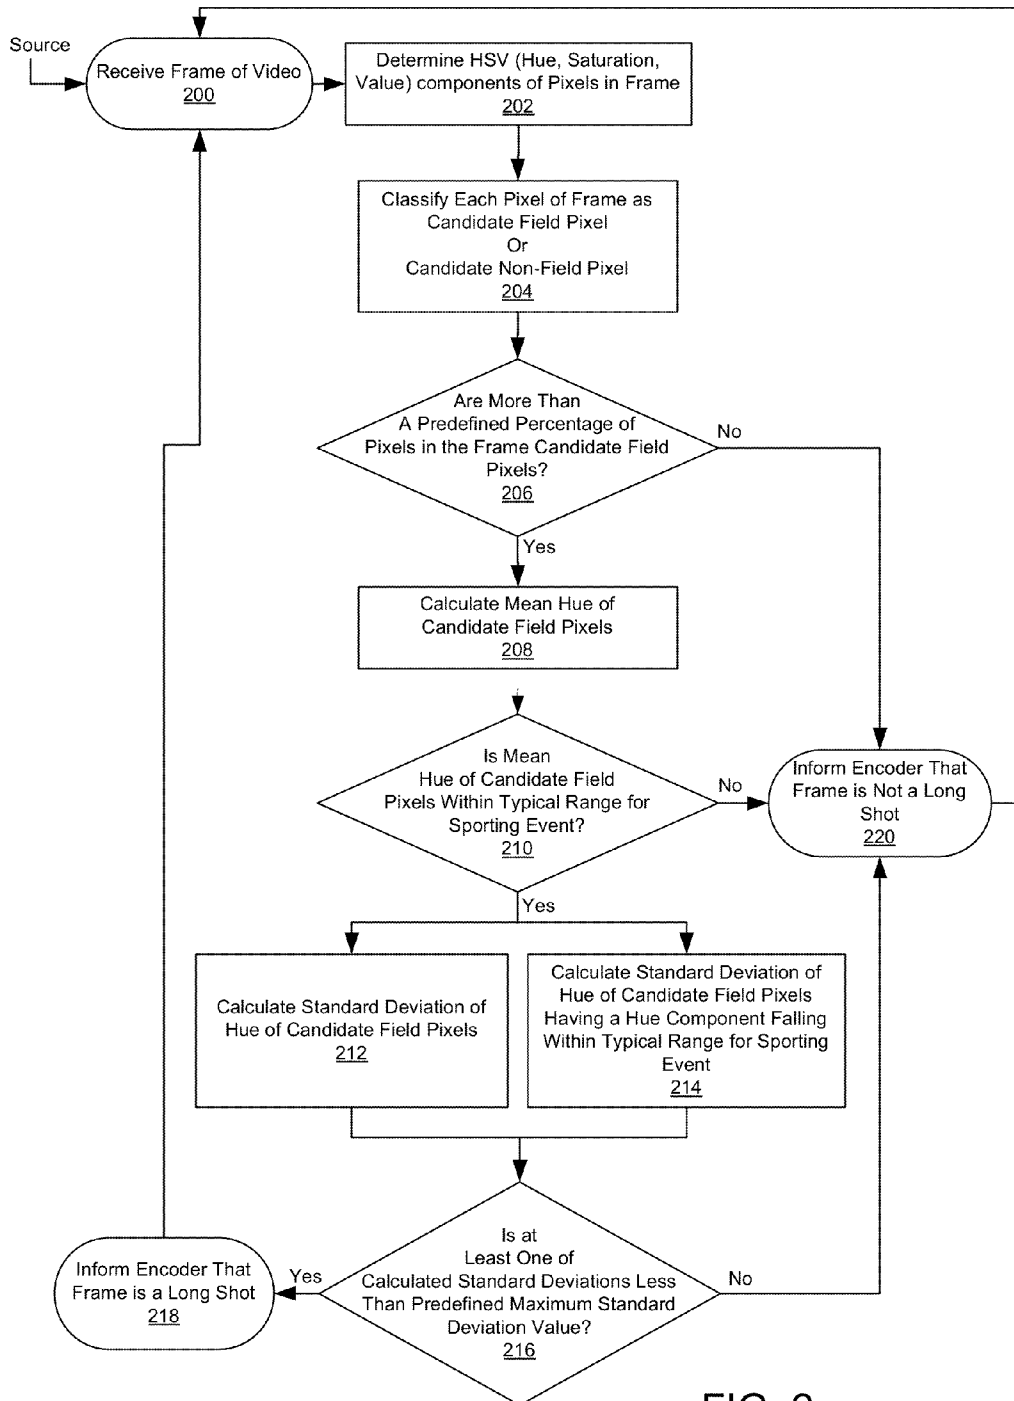 Source
Receive Frame of Video
200
Determine HSV (Hue, Saturation,
Value) components of Pixels in Frame
202
Classify Each Pixel of Frame as
Candidate Field Pixel
Or
Candidate Non-Field Pixel
204
Are More Than
A Predefined Percentage of
Pixels in the Frame Candidate Field
Pixels?
206
No
Yes
Calculate Mean Hue of
Candidate Field Pixels
208
Is Mean
Hue of Candidate Field
Pixels Within Typical Range for
Sporting Event?
210
No
Inform Encoder That
Frame is Not a Long
Shot
220
Yes
Calculate Standard Deviation of
Hue of Candidate Field Pixels
212
Calculate Standard Deviation of
Hue of Candidate Field Pixels
Having a Hue Component Falling
Within Typical Range for Sporting
Event
214
Is at
Least One of
Calculated Standard Deviations Less
Than Predefined Maximum Standard
Deviation Value?
216
Yes
No
Inform Encoder That
Frame is a Long Shot
218
FIG.